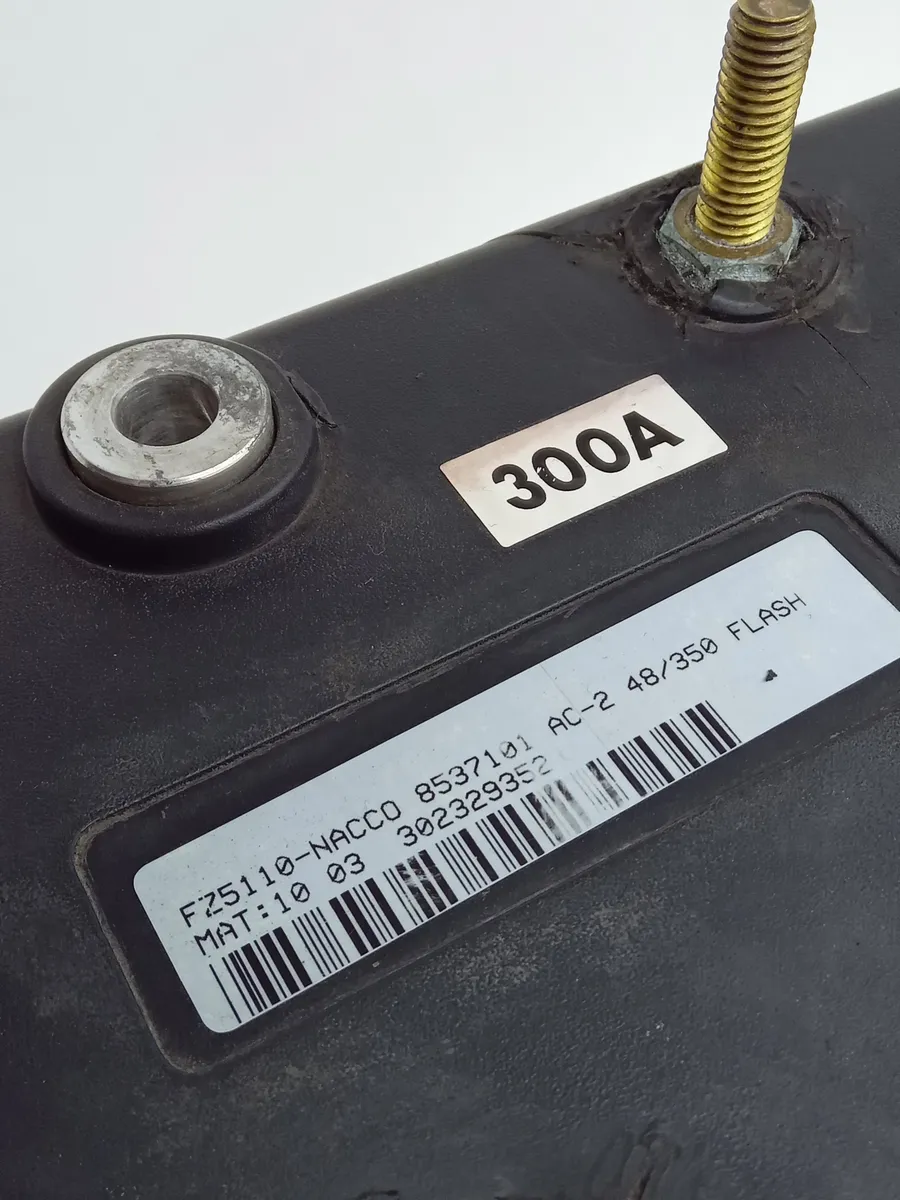 300A
FZ5110-NACCO 8537101 AC-2 48/350 FLASH
MAT:10 03 302329352